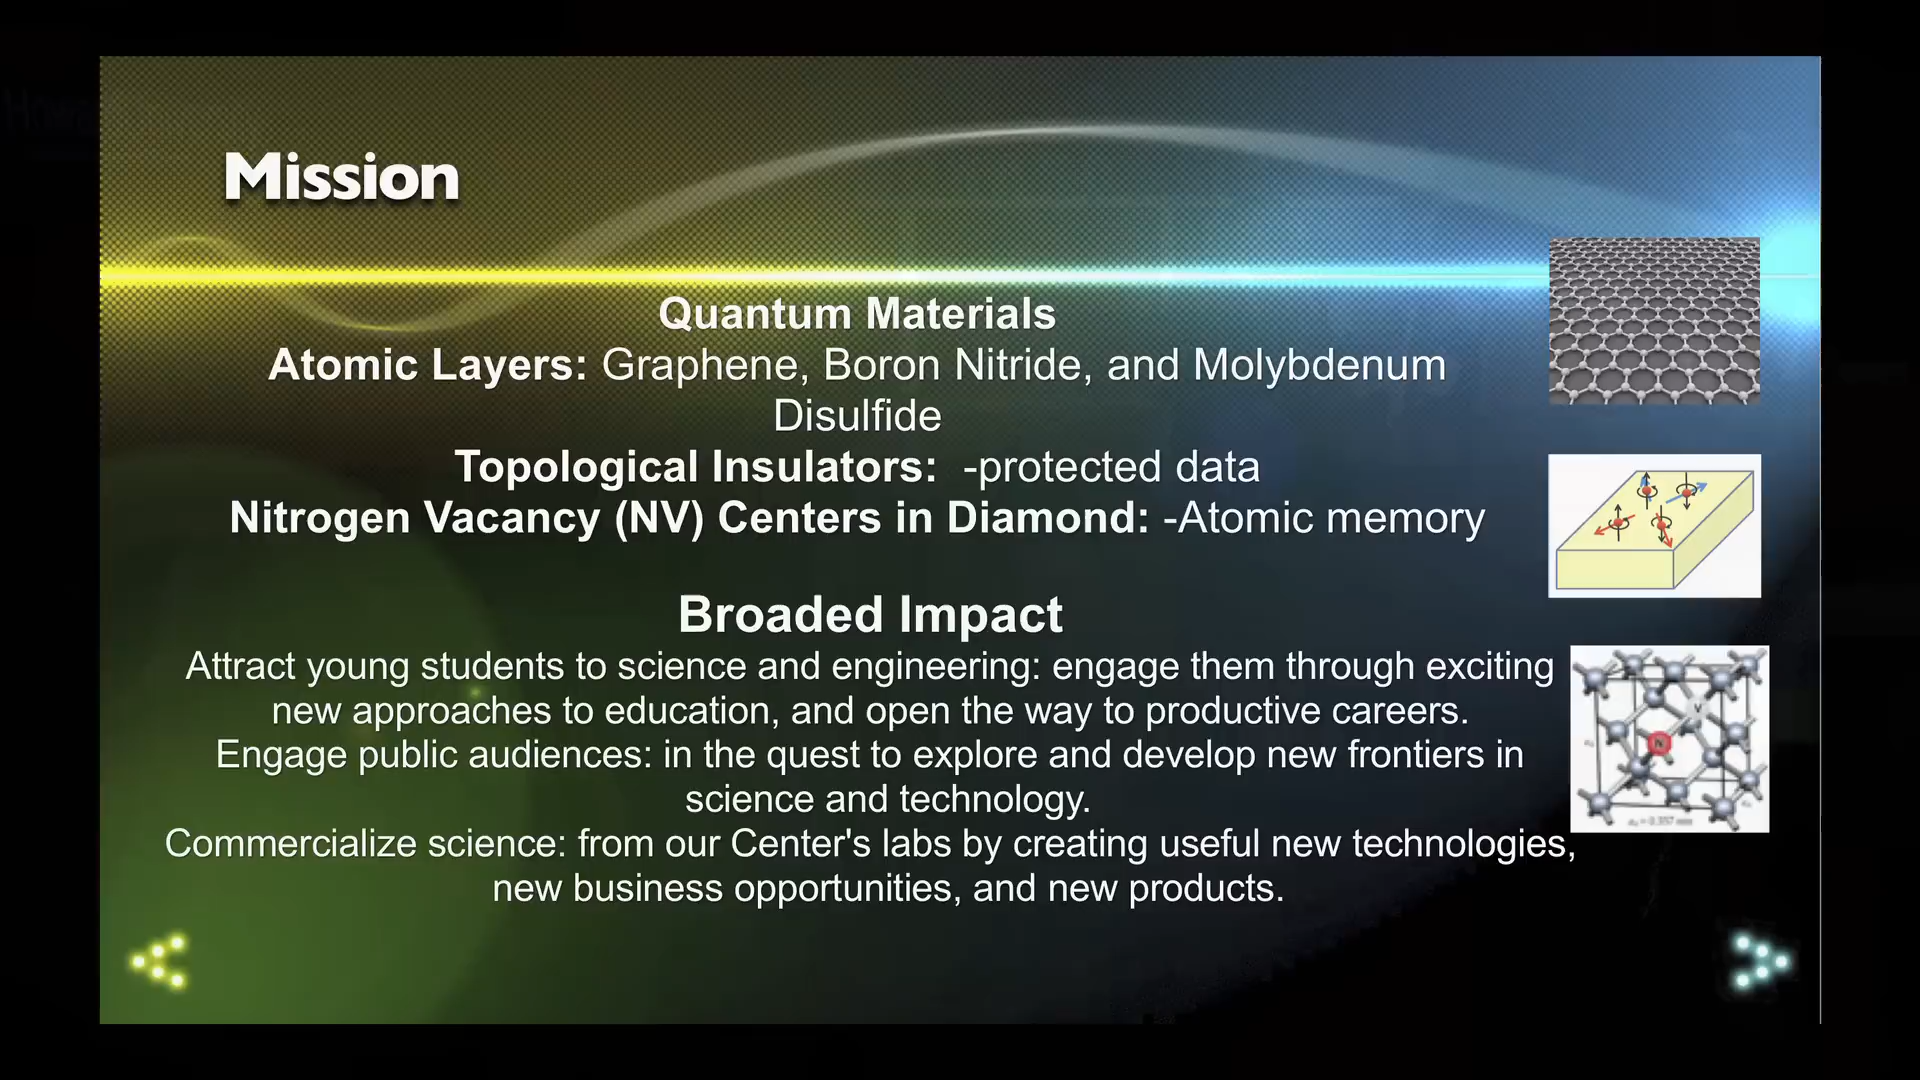 Mission
Quantum Materials
Atomic Layers: Graphene, Boron Nitride, and Molybdenum
Disulfide
Topological Insulators: -protected data
Nitrogen Vacancy (NV) Centers in Diamond: -Atomic memory
Broaded Impact
Attract young students to science and engineering: engage them through exciting
new approaches to education, and open the way to productive careers.
Engage public audiences: in the quest to explore and develop new frontiers in
science and technology.
Commercialize science: from our Center's labs by creating useful new technologies,
new business opportunities, and new products.
V
N